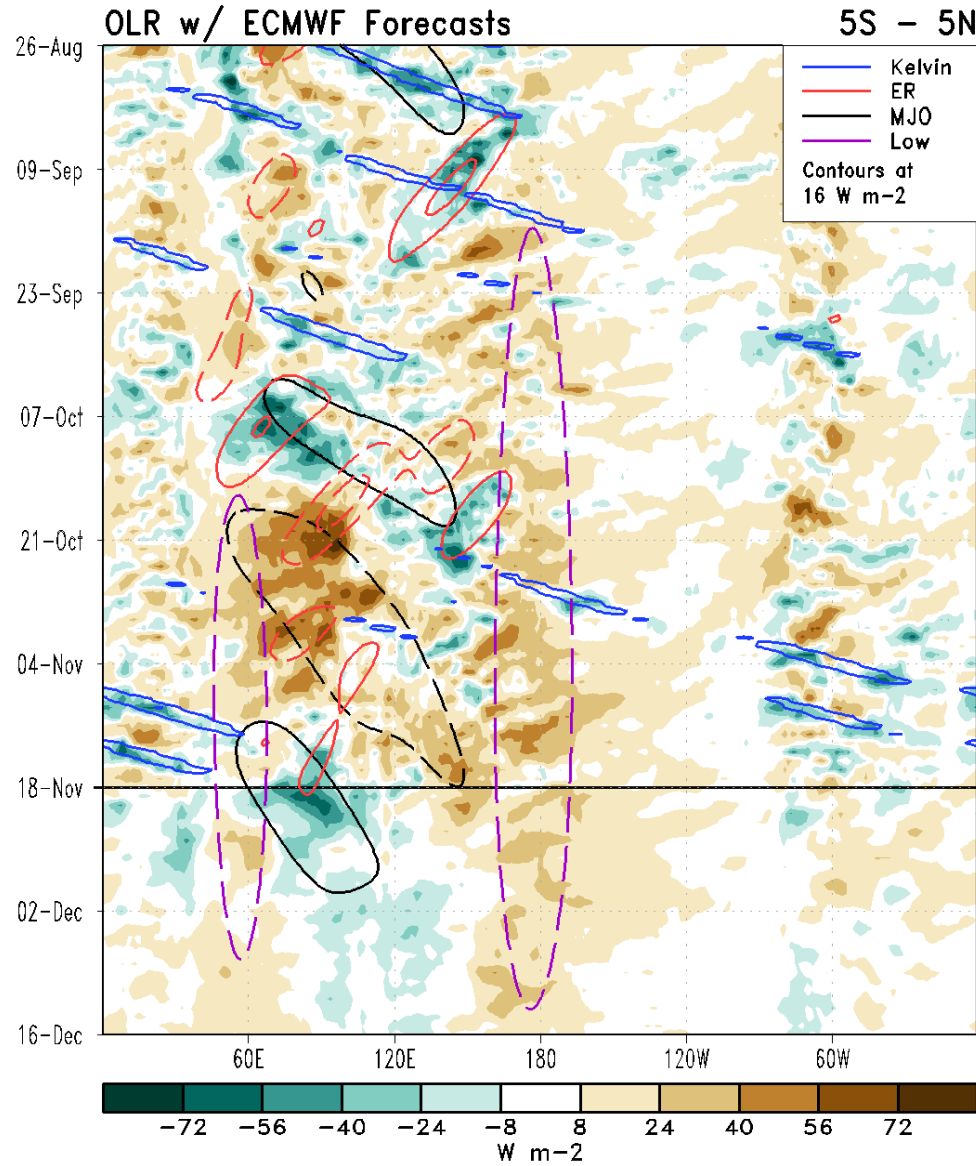 OLR w/ ECMWF Forecasts 5S - 5N
Kelvin
ER
MJO
Low
Contours at
16 W m-2
26-Aug
09-Sep
23-Sep
07-Oct
21-Oct
04-Nov
18-Nov
02-Dec
16-Dec
60E 120E 180 120W 60W
-72 -56 -40 -24 -8 8 24 40 56 72
W m-2